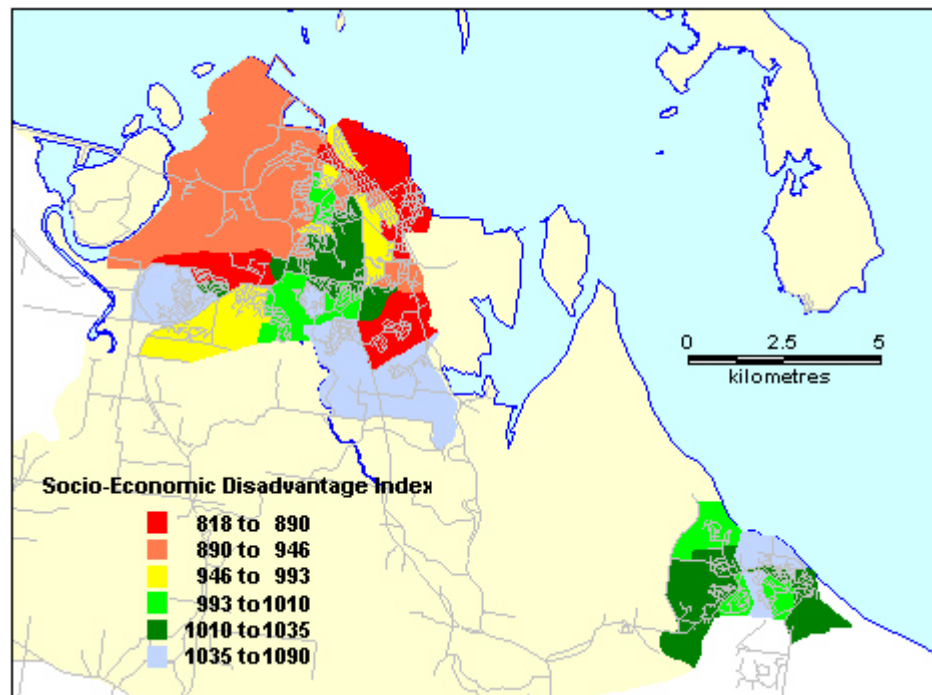 0 2.5 5
kilometres
Socio-Economic Disadvantage Index
818 to 890
890 to 946
946 to 993
993 to 1010
1010 to 1035
1035 to 1090